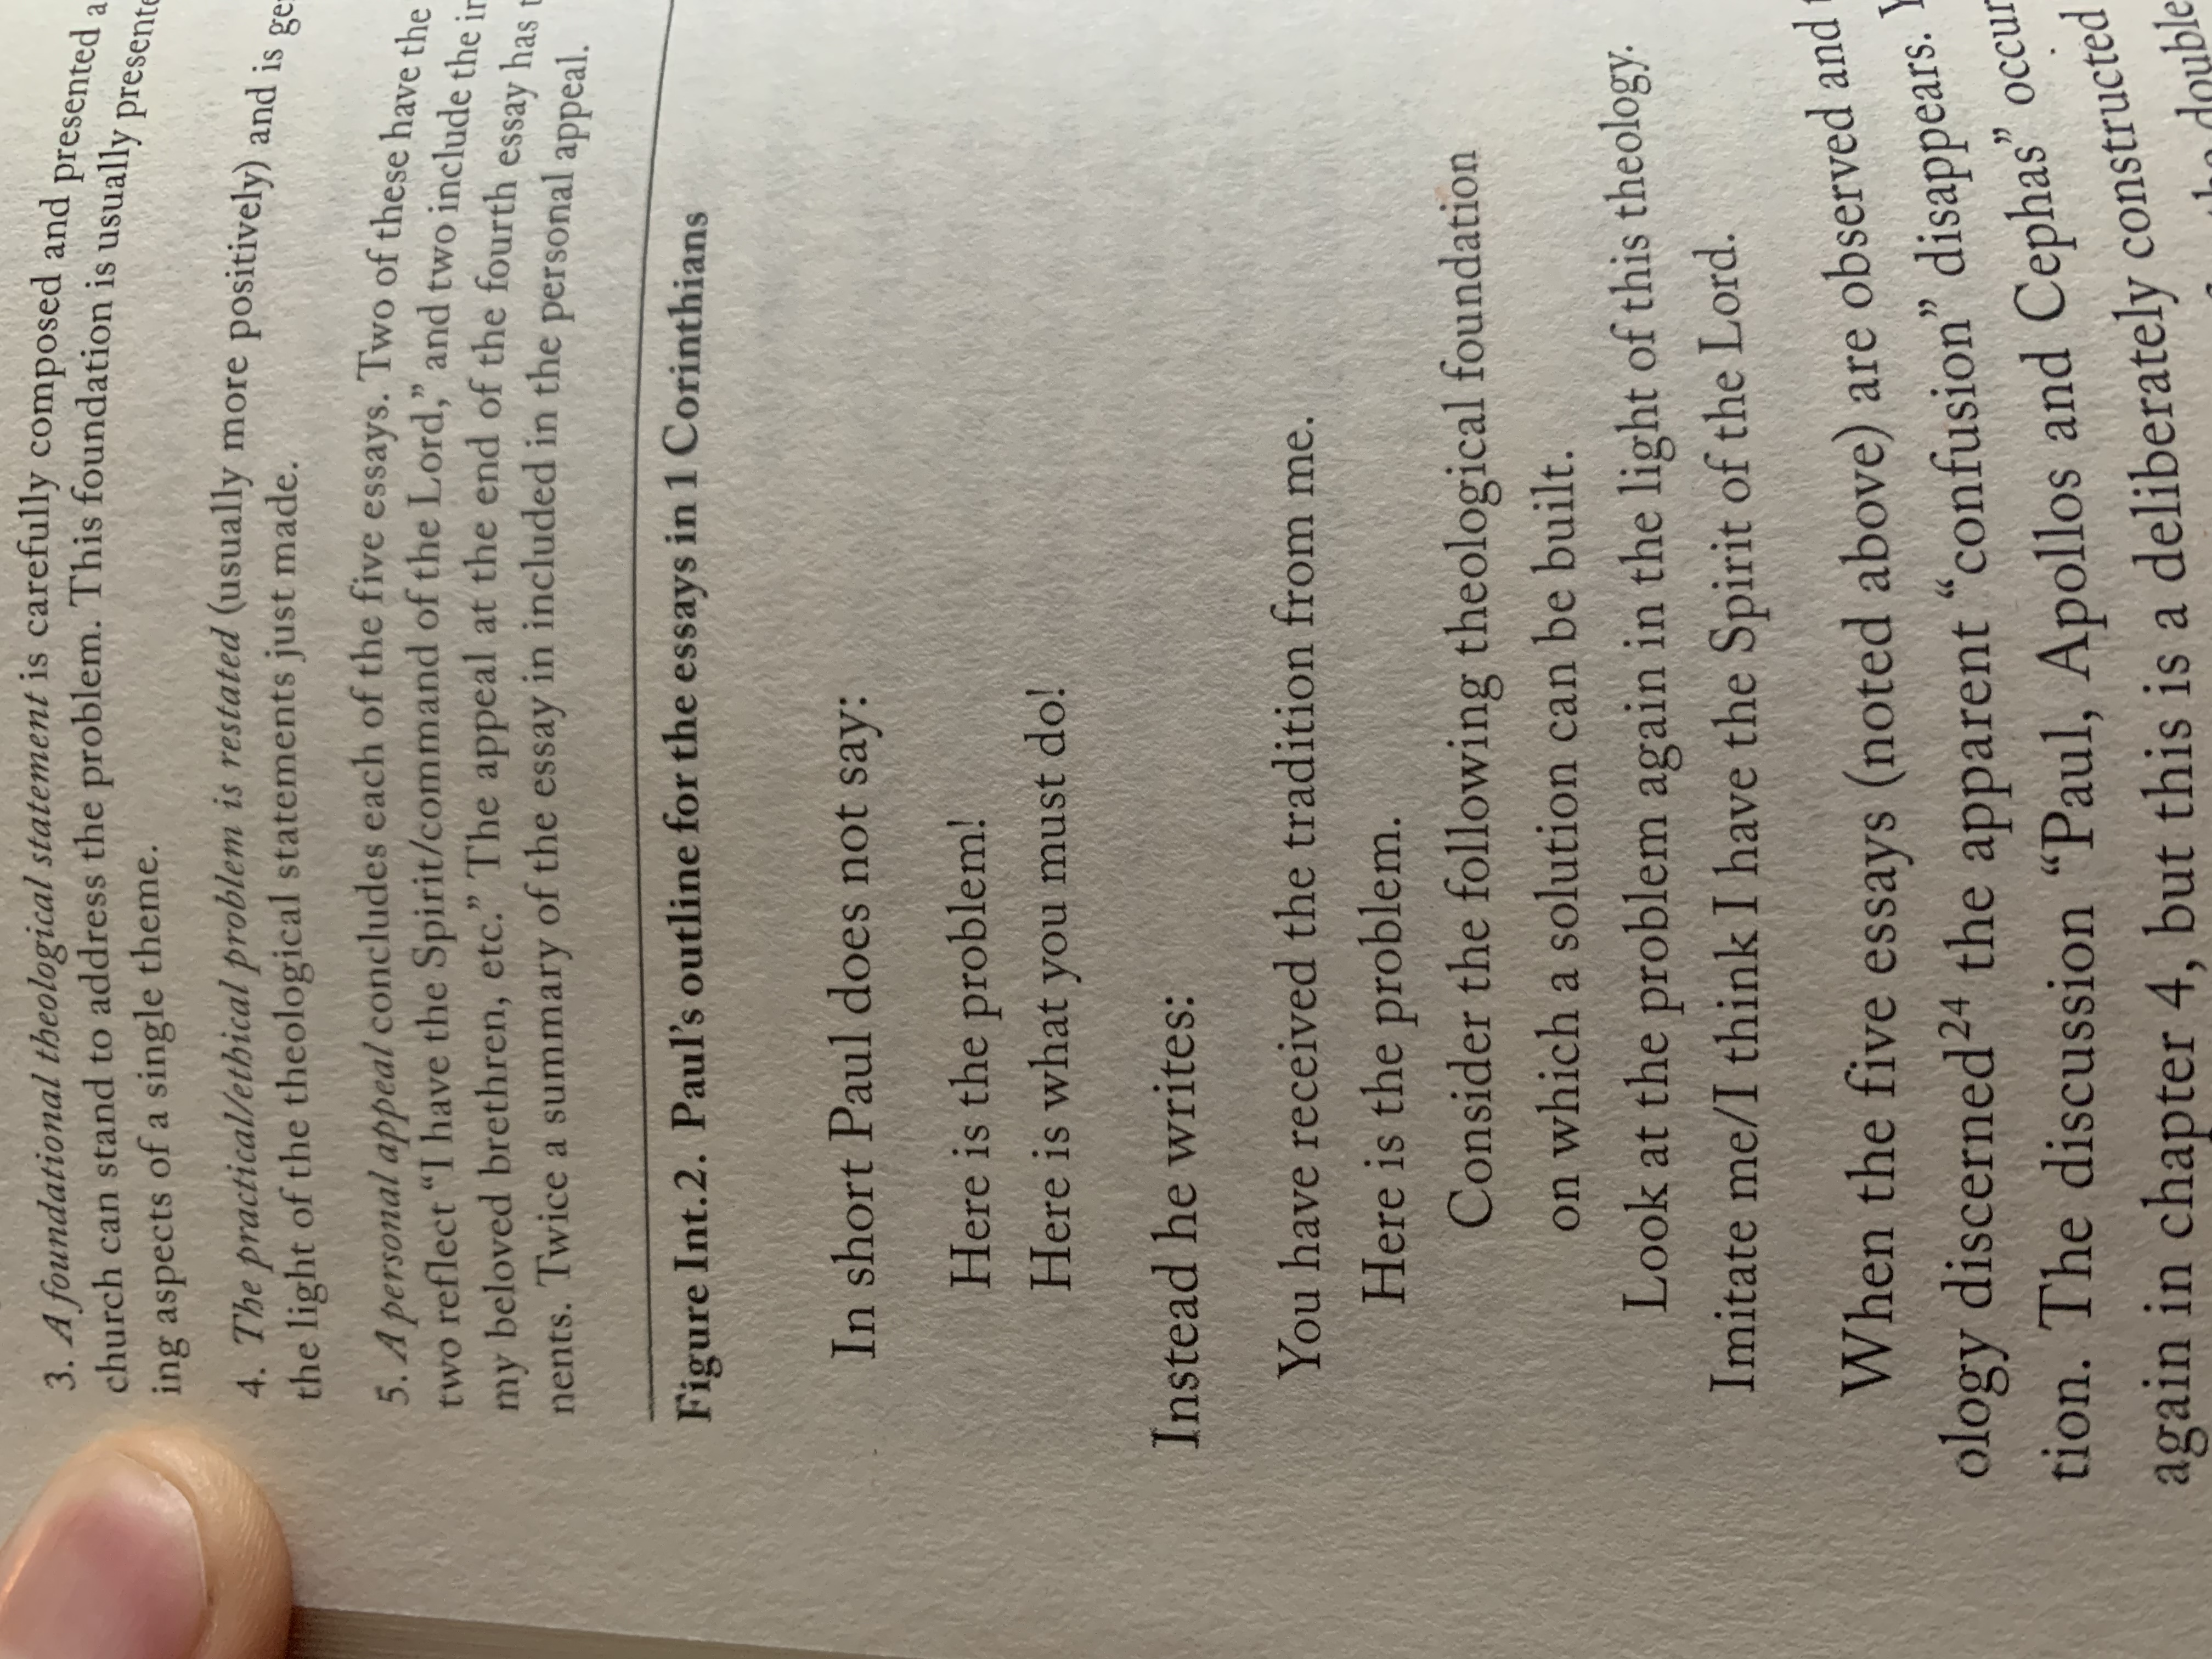 3. A foundational theological statement is carefully composed and presented a
church can stand to address the problem. This foundation is usually presente
ing aspects of a single theme.
4. The practical/ethical problem is restated (usually more positively) and is ge
the light of the theological statements just made.
5. A personal appeal concludes each of the five essays. Two of these have the
two reflect “I have the Spirit/command of the Lord,” and two include the
my beloved brethren, etc.” The appeal at the end of the fourth essay has
nents. Twice a summary of the essay in included in the personal appeal.
Figure Int.2. Paul’s outline for the essays in 1 Corinthians
In short Paul does not say:
Here is the problem!
Here is what you must do!
Instead he writes:
You have received the tradition from me.
Here is the problem.
Consider the following theological foundation
on which a solution can be built.
Look at the problem again in the light of this theology.
Imitate me/I think I have the Spirit of the Lord.
When the five essays (noted above) are observed and
ology discerned24 the apparent “confusion” disappears.
tion. The discussion “Paul, Apollos and Cephas” occur
again in chapter 4, but this is a deliberately constructed
double